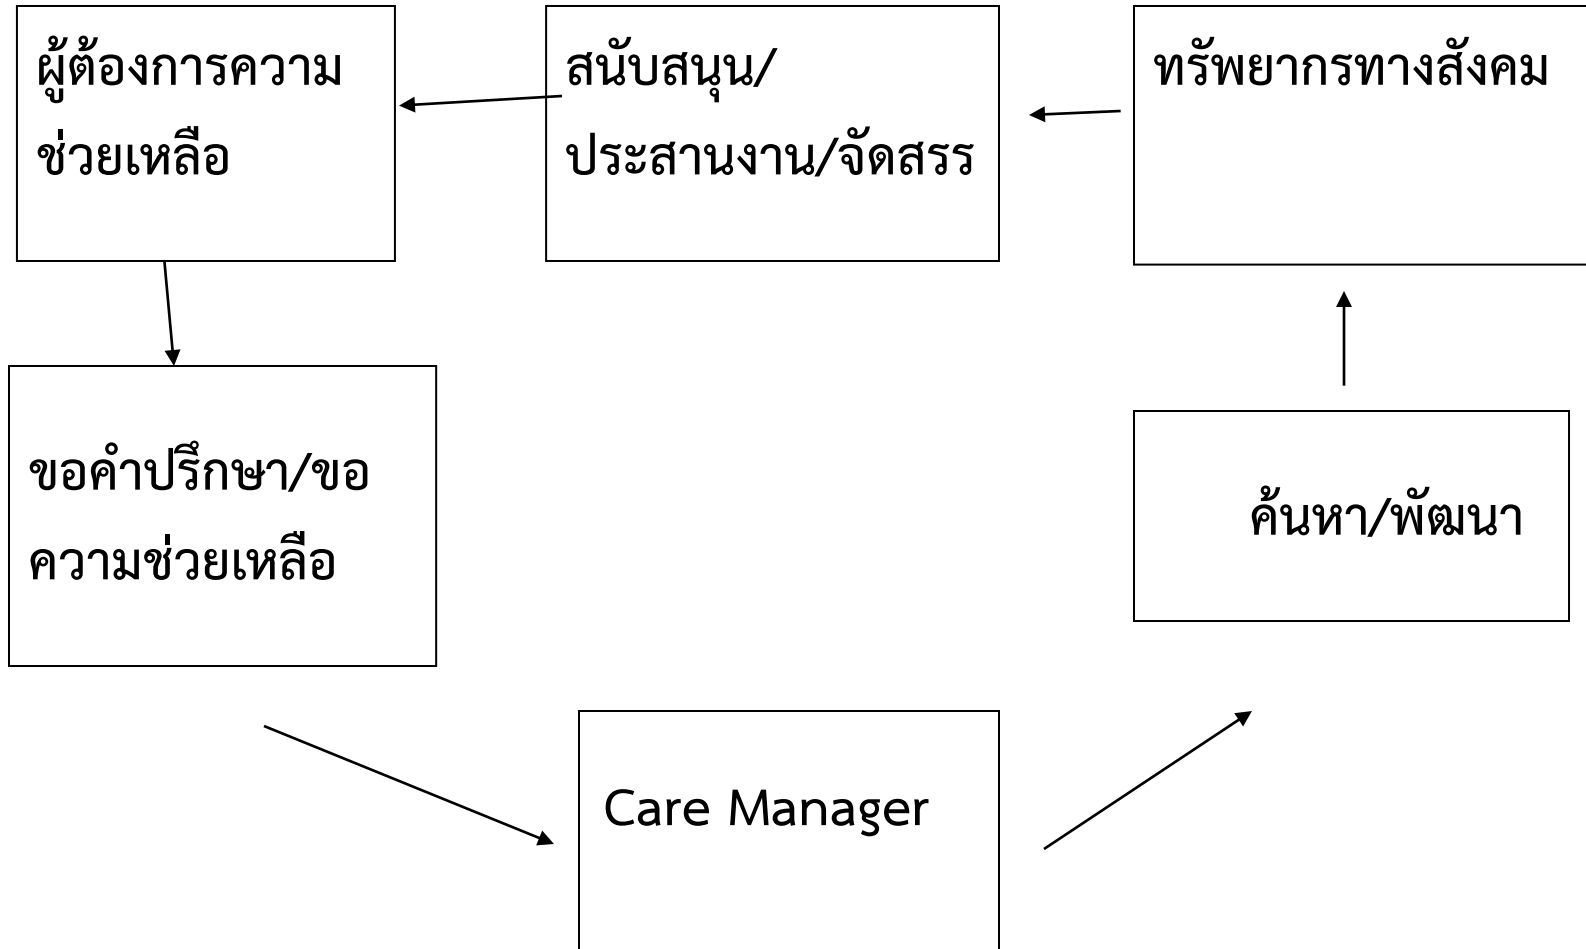 ผู้ต้องการความ
ช่วยเหลือ
สนับสนุน/
ประสานงาน/จัดสรร
ทรัพยากรทางสังคม
ขอคำปรึกษา/ขอ
ความช่วยเหลือ
ค้นหา/พัฒนา
Care Manager